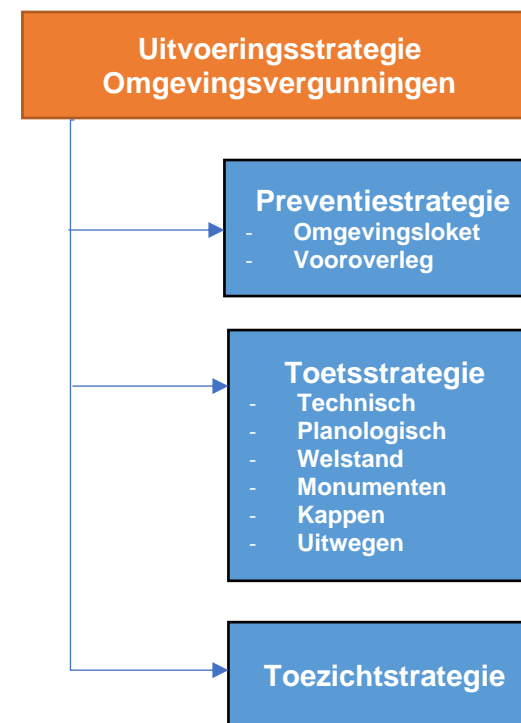 Uitvoeringsstrategie
Omgevingsvergunningen
Preventiestrategie
- Omgevingsloket
- Vooroverleg
Toetsstrategie
- Technisch
- Planologisch
- Welstand
- Monumenten
- Kappen
- Uitwegen
Toezichtstrategie